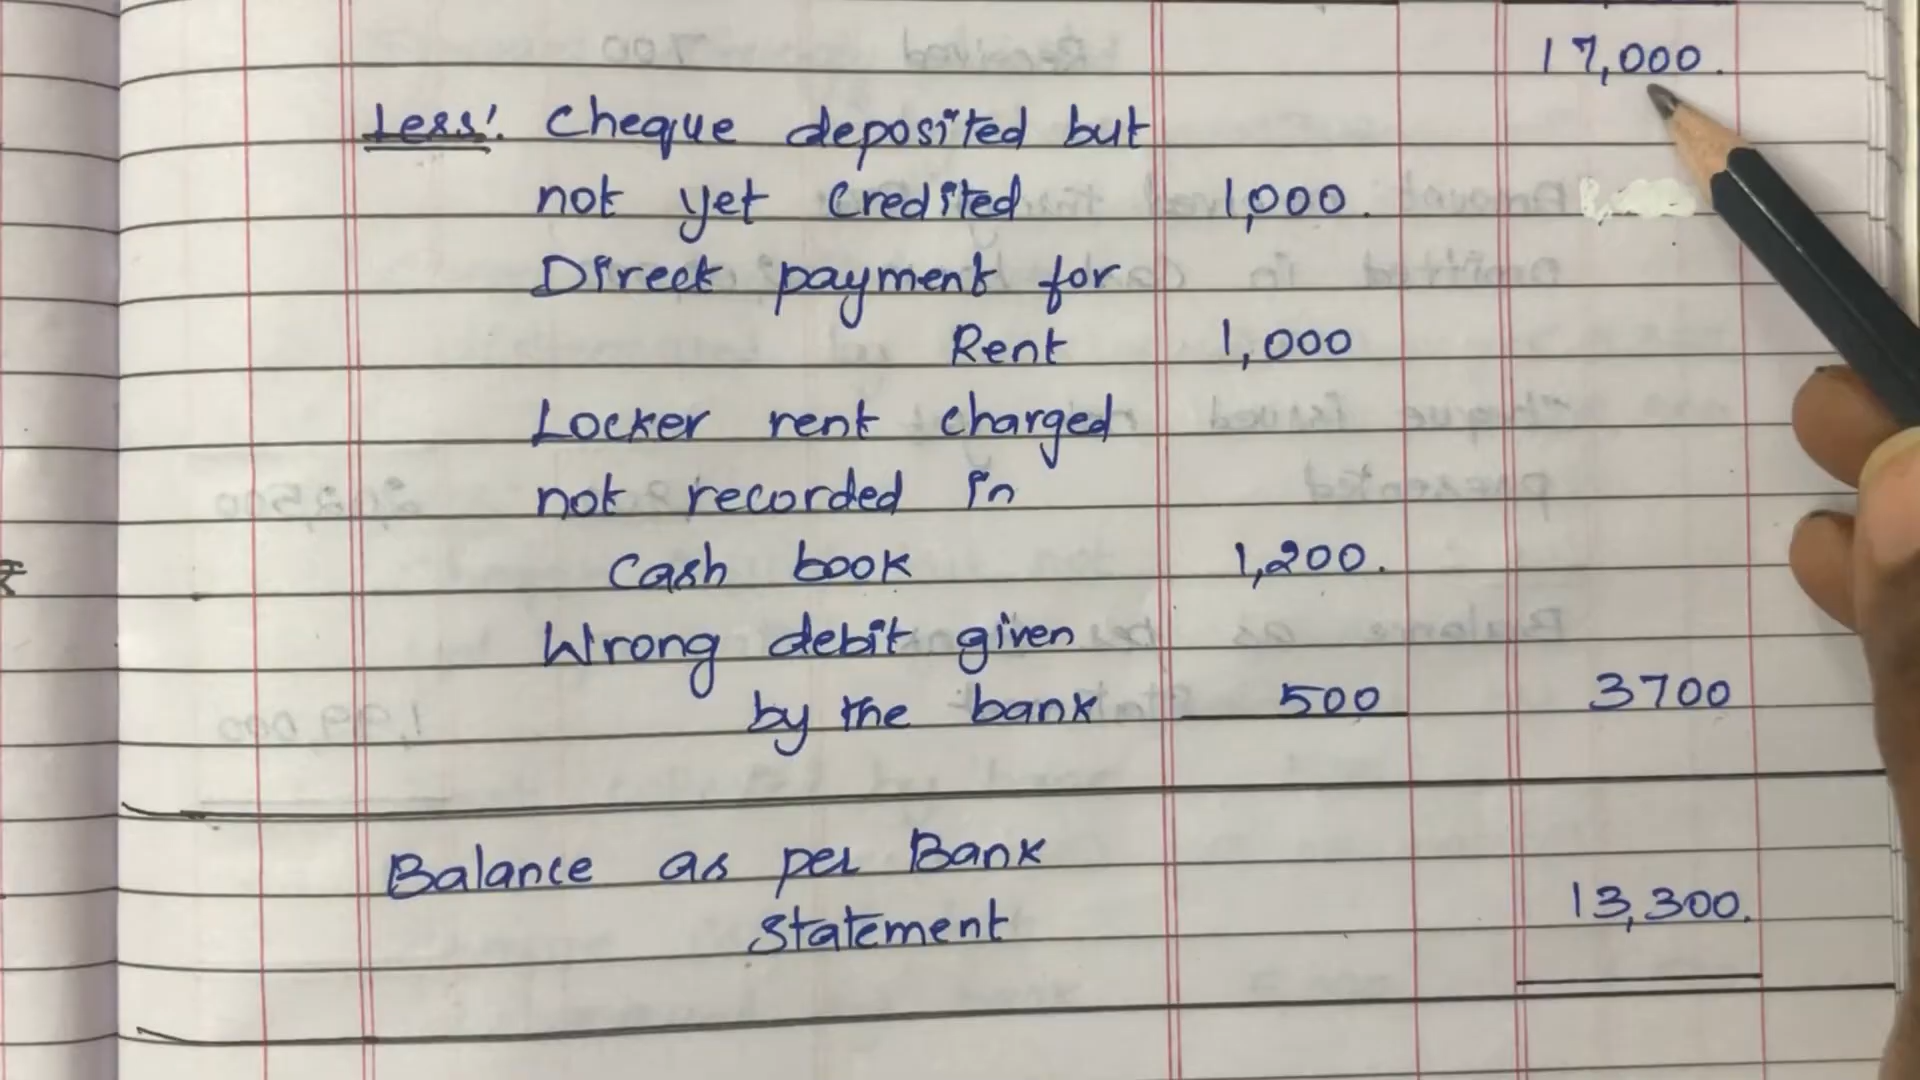 17,000.
Less: Cheque deposited but
not yet Credited 1,000.
Direct payment for
Rent 1,000
Locker rent charged
not recorded in
Cash book 1,200.
Wrong debit given
by the bank 500 3700
Balance as per Bank
Statement 13,300.